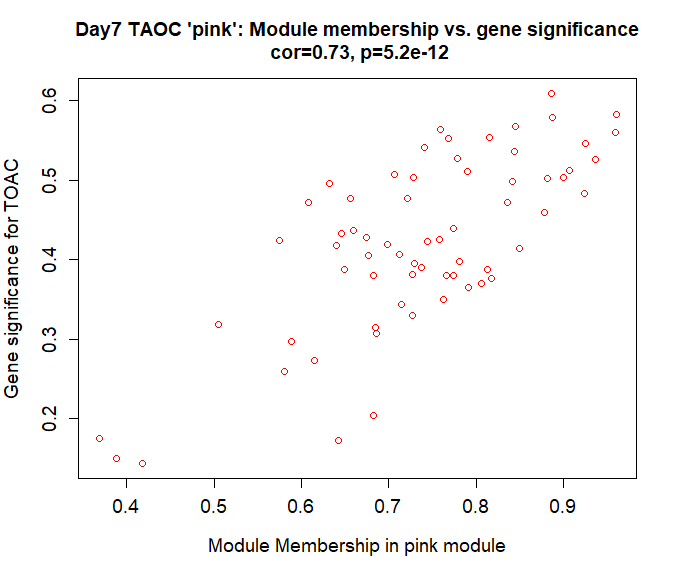 Day7 TAOC 'pink': Module membership vs. gene significance
cor=0.73, p=5.2e-12
Gene significance for TOAC
0.6
0.5
0.4
0.3
0.2
0.4 0.5 0.6 0.7 0.8 0.9
Module Membership in pink module